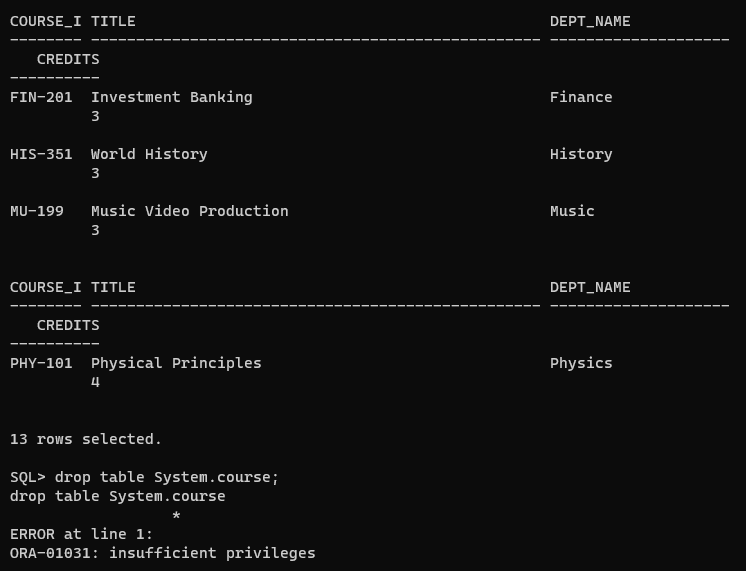 COURSE_I TITLE                                              DEPT_NAME
-------- -------------------------------------------------- --------------------
   CREDITS
----------
FIN-201  Investment Banking                                 Finance
         3
HIS-351  World History                                      History
         3
MU-199   Music Video Production                             Music
         3
COURSE_I TITLE                                              DEPT_NAME
-------- -------------------------------------------------- --------------------
   CREDITS
----------
PHY-101  Physical Principles                                Physics
         4
13 rows selected.
SQL> drop table System.course;
drop table System.course
                  *
ERROR at line 1:
ORA-01031: insufficient privileges